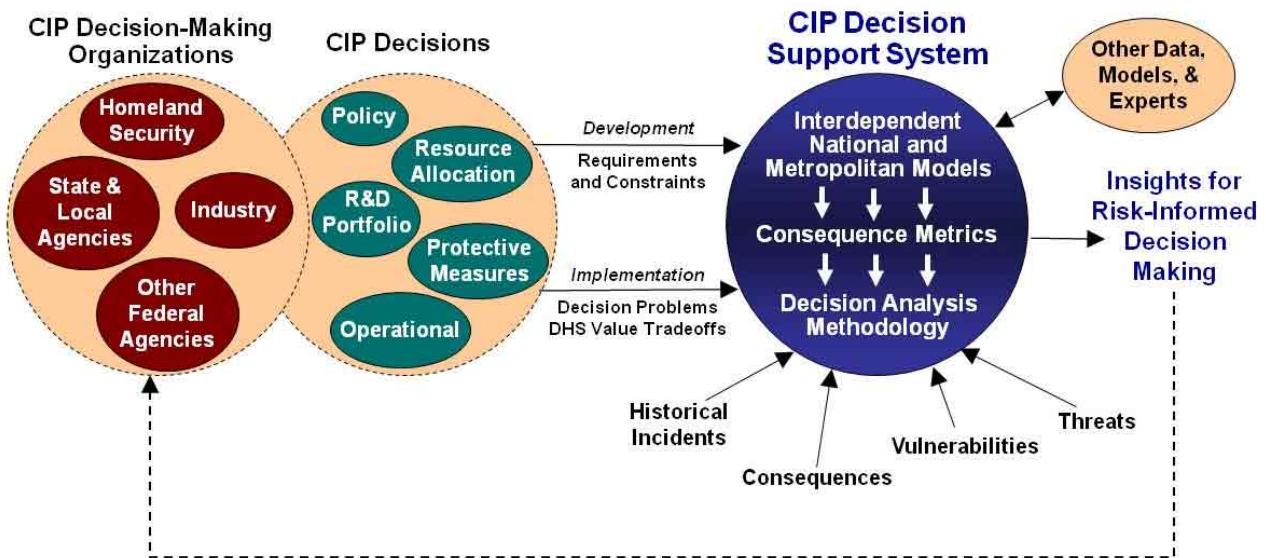 CIP Decision-Making
Organizations
Homeland
Security
State &
Local
Agencies
Industry
Other
Federal
Agencies
CIP Decisions
Policy
Resource
Allocation
R&D
Portfolio
Protective
Measures
Operational
Development
Requirements
and Constraints
Implementation
Decision Problems
DHS Value Tradeoffs
CIP Decision
Support System
Interdependent
National and
Metropolitan Models
Consequence Metrics
Decision Analysis
Methodology
Other Data,
Models, &
Experts
Insights for
Risk-Informed
Decision
Making
Historical
Incidents
Consequences
Vulnerabilities
Threats